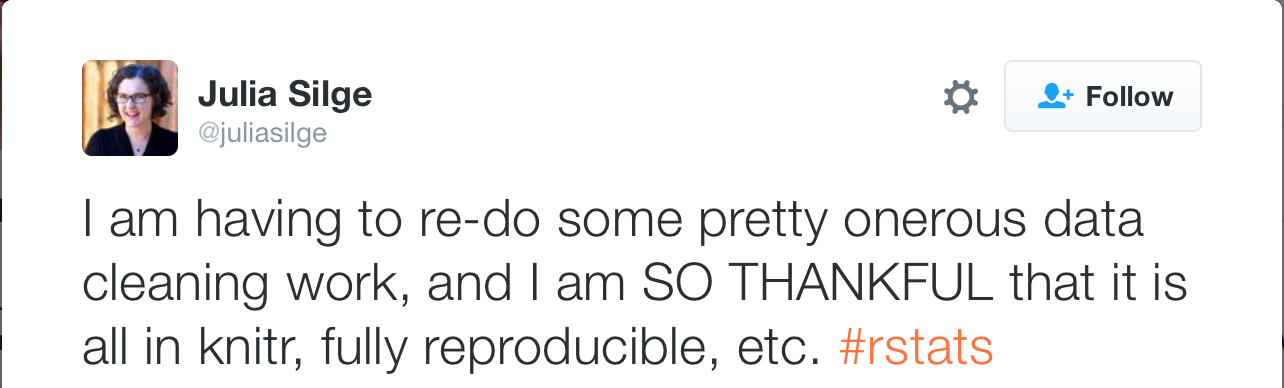 Julia Silge
@juliasilge
Follow
I am having to re-do some pretty onerous data
cleaning work, and I am SO THANKFUL that it is
all in knitr, fully reproducible, etc. #rstats